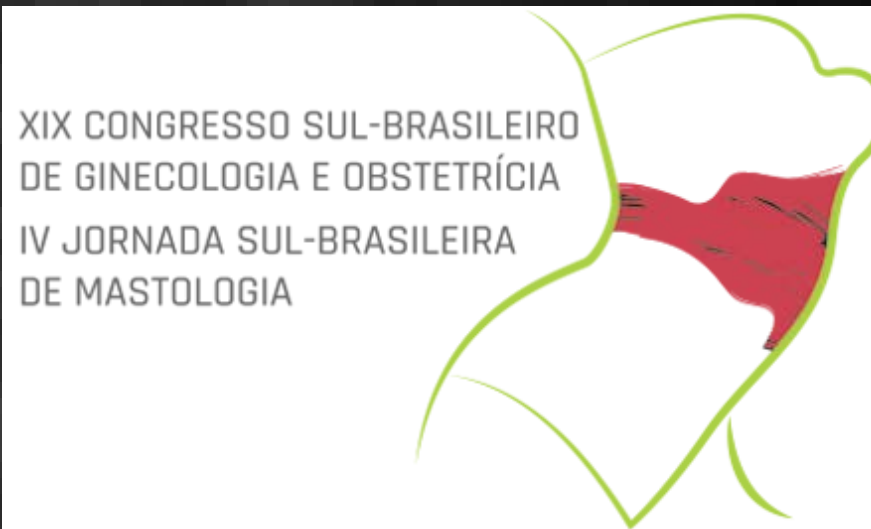 XIX CONGRESSO SUL-BRASILEIRO
DE GINECOLOGIA E OBSTETRÍCIA
IV JORNADA SUL-BRASILEIRA
DE MASTOLOGIA